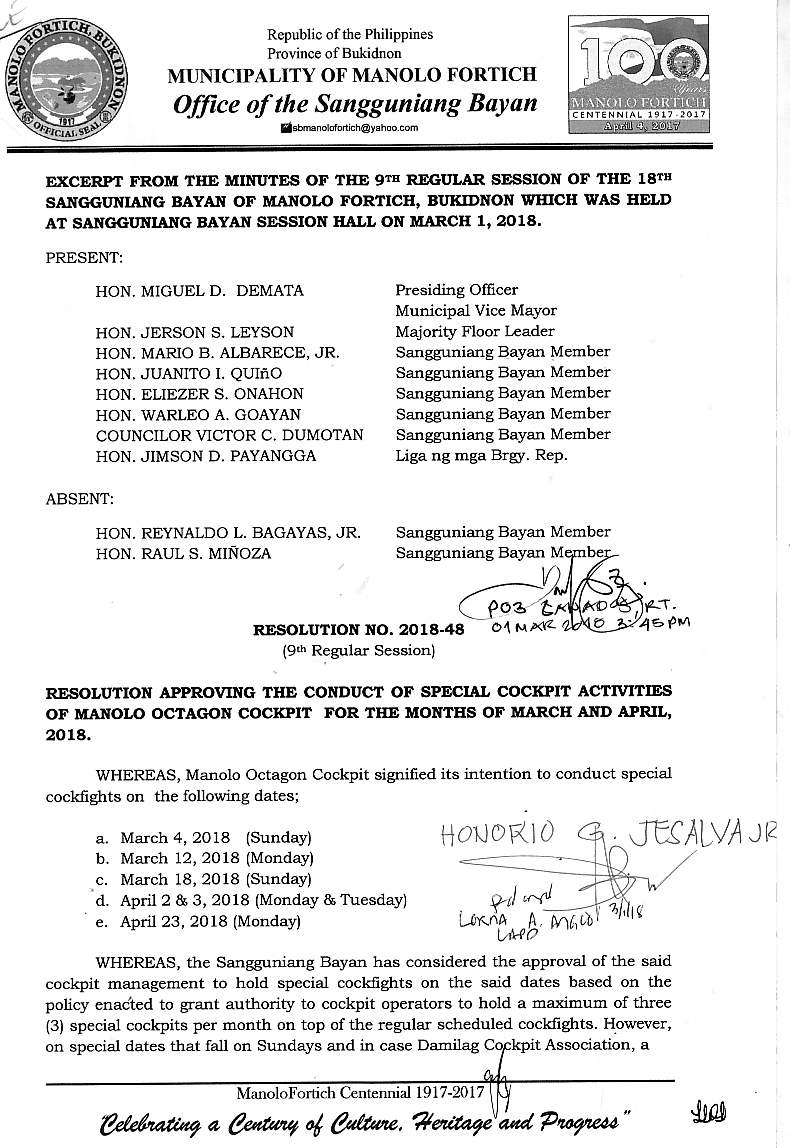 MANOLO FORTICH, BUKIDNON
1917
OFFICIAL SEAL
Republic of the Philippines
Province of Bukidnon
MUNICIPALITY OF MANOLO FORTICH
Office of the Sangguniang Bayan
sbmanolofortich@yahoo.com
100
Years
MANOLO FORTICH
CENTENNIAL 1917-2017
April 4, 2017
EXCERPT FROM THE MINUTES OF THE 9TH REGULAR SESSION OF THE 18TH
SANGGUNIANG BAYAN OF MANOLO FORTICH, BUKIDNON WHICH WAS HELD
AT SANGGUNIANG BAYAN SESSION HALL ON MARCH 1, 2018.
PRESENT:
HON. MIGUEL D. DEMATA Presiding Officer
Municipal Vice Mayor
HON. JERSON S. LEYSON Majority Floor Leader
HON. MARIO B. ALBARECE, JR. Sangguniang Bayan Member
HON. JUANITO I. QUIñO Sangguniang Bayan Member
HON. ELIEZER S. ONAHON Sangguniang Bayan Member
HON. WARLEO A. GOAYAN Sangguniang Bayan Member
COUNCILOR VICTOR C. DUMOTAN Sangguniang Bayan Member
HON. JIMSON D. PAYANGGA Liga ng mga Brgy. Rep.
ABSENT:
HON. REYNALDO L. BAGAYAS, JR. Sangguniang Bayan Member
HON. RAUL S. MIÑOZA Sangguniang Bayan Member
PO3 R.T.
01 MAR 2018 3:45PM
RESOLUTION NO. 2018-48
(9th Regular Session)
RESOLUTION APPROVING THE CONDUCT OF SPECIAL COCKPIT ACTIVITIES
OF MANOLO OCTAGON COCKPIT FOR THE MONTHS OF MARCH AND APRIL,
2018.
WHEREAS, Manolo Octagon Cockpit signified its intention to conduct special
cockfights on the following dates;
a. March 4, 2018 (Sunday)
b. March 12, 2018 (Monday)
c. March 18, 2018 (Sunday)
d. April 2 & 3, 2018 (Monday & Tuesday)
e. April 23, 2018 (Monday)
HONORIO G. JESALVA JR
LORNA A. 3/1/18
WHEREAS, the Sangguniang Bayan has considered the approval of the said
cockpit management to hold special cockfights on the said dates based on the
policy enacted to grant authority to cockpit operators to hold a maximum of three
(3) special cockpits per month on top of the regular scheduled cockfights. However,
on special dates that fall on Sundays and in case Damilag Cockpit Association, a
ManoloFortich Centennial 1917-2017
"Celebrating a Century of Culture, Heritage and Progress"